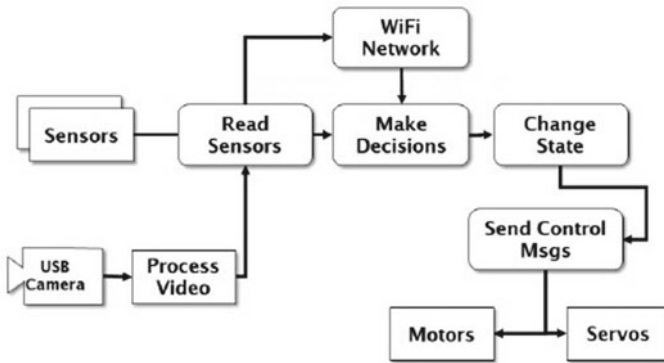 WiFi
Network
Sensors
Read
Sensors
Make
Decisions
Change
State
USB
Camera
Process
Video
Send Control
Msgs
Motors
Servos